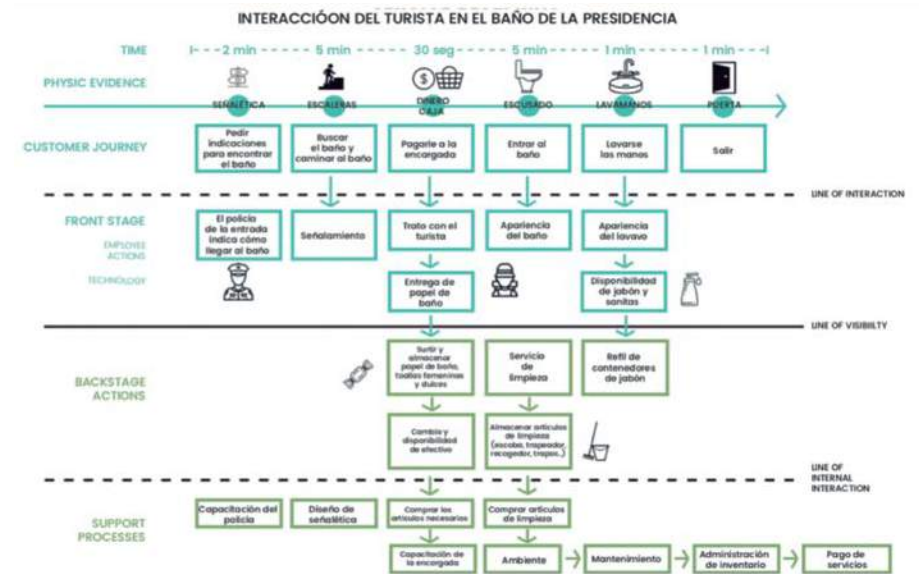 INTERACCIÓON DEL TURISTA EN EL BAÑO DE LA PRESIDENCIA
TIME
2 min
5 min
30 seg
5 min
1 min
1 min
PHYSIC EVIDENCE
SEÑALÉTICA
ESCALERAS
DINERO
CAJA
ESCUSADO
LAVAMANOS
PUERTA
CUSTOMER JOURNEY
Pedir
indicaciones
para encontrar
el baño
Buscar
el baño y
caminar al baño
Pagarle a la
encargada
Entrar al
baño
Lavarse
las manos
Salir
LINE OF INTERACTION
FRONT STAGE
EMPLOYEE
ACTIONS
TECHNOLOGY
El policía
de la entrada
indica cómo
llegar al baño
Señalamiento
Trato con el
turista
Apariencia
del baño
Apariencia
del lavavo
Entrega de
papel de
baño
Disponibilidad
de jabón y
sanitas
LINE OF VISIBIILTY
BACKSTAGE
ACTIONS
Surtir y
almacenar
papel de baño,
toallas femeninas
y dulces
Servicio
de
limpieza
Refil de
contenedores
de jabón
Cambio y
disponibilidad
de efectivo
Almacenar artículos
de limpieza
(escoba, trapeador,
recogedor, trapos..)
LINE OF
INTERNAL
INTERACTION
SUPPORT
PROCESSES
Capacitación del
policía
Diseño de
señalética
Comprar los
artículos necesarios
Comprar artículos
de limpieza
Capacitación de
la encargada
Ambiente
Mantenimiento
Administración
de inventario
Pago de
servicios